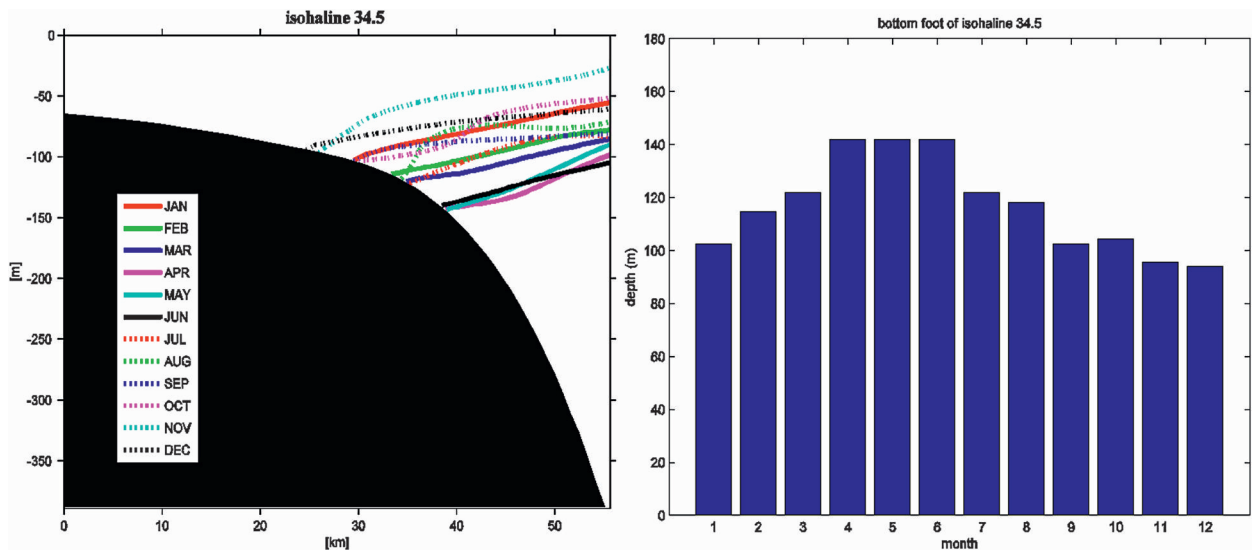 isohaline 34.5
0
-50
-100
-150
-200
-250
-300
-350
[m]
JAN
FEB
MAR
APR
MAY
JUN
JUL
AUG
SEP
OCT
NOV
DEC
0 10 20 30 40 50
[km]
bottom foot of isohaline 34.5
180
160
140
120
100
80
60
40
20
0
depth (m)
1 2 3 4 5 6 7 8 9 10 11 12
month